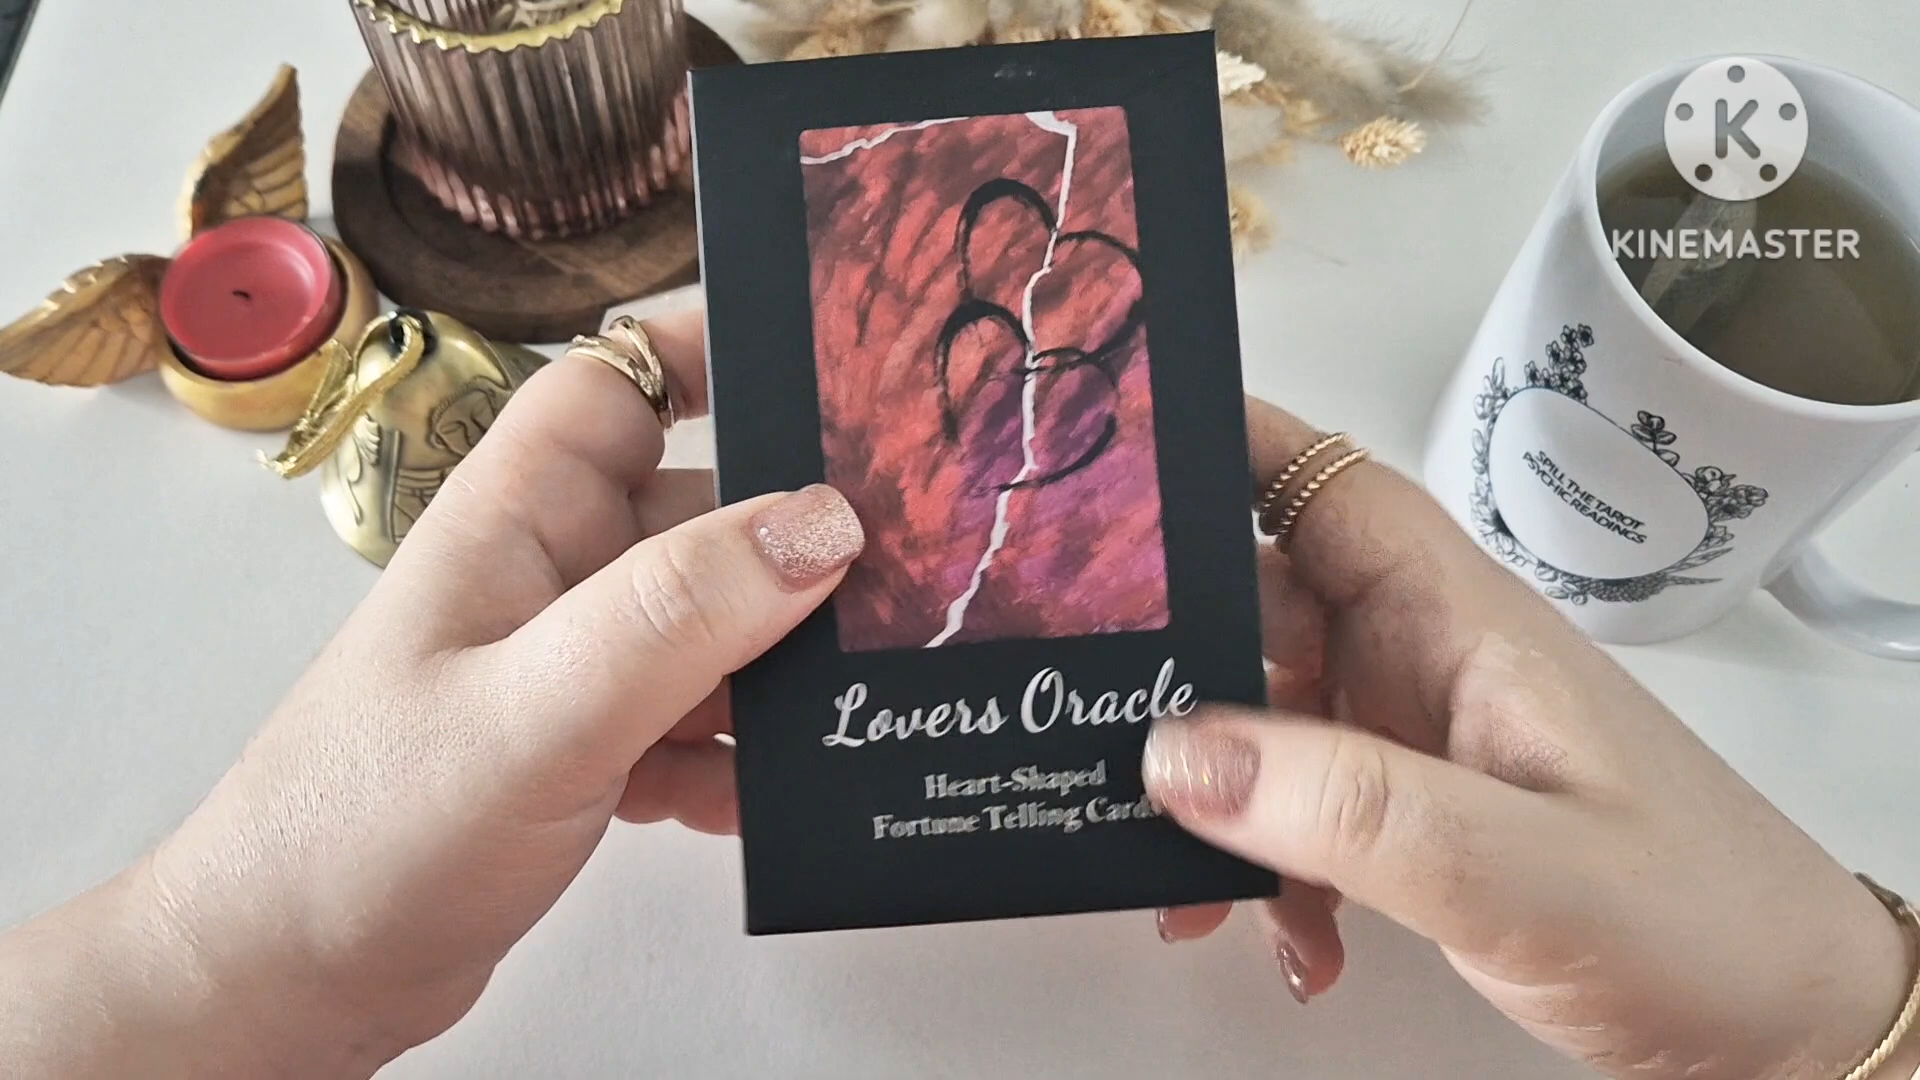 K
KINEMASTER
SPILL THE TAROT
PSYCHIC READINGS
Lovers Oracle
Heart-Shaped
Fortune Telling Cards